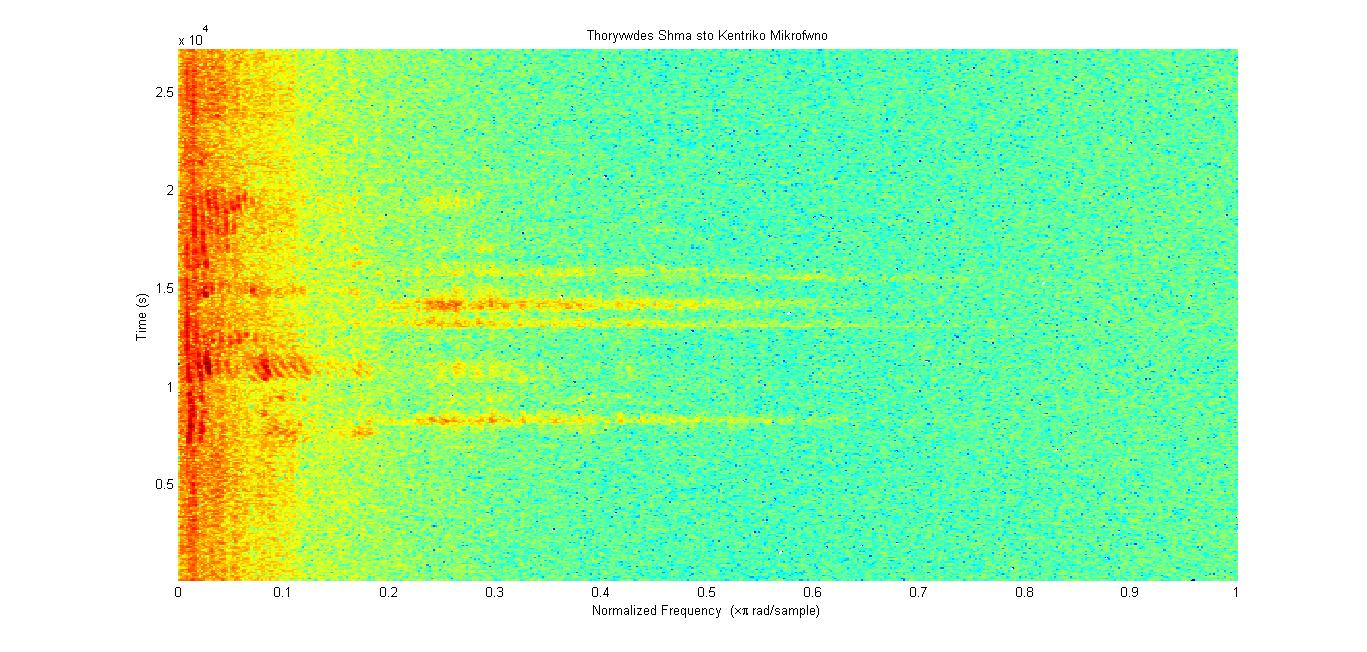 Thoryvwdes Shma sto Kentriko Mikrofwno
x 10^4
2.5
2
1.5
1
0.5
Time (s)
0 0.1 0.2 0.3 0.4 0.5 0.6 0.7 0.8 0.9 1
Normalized Frequency (×π rad/sample)